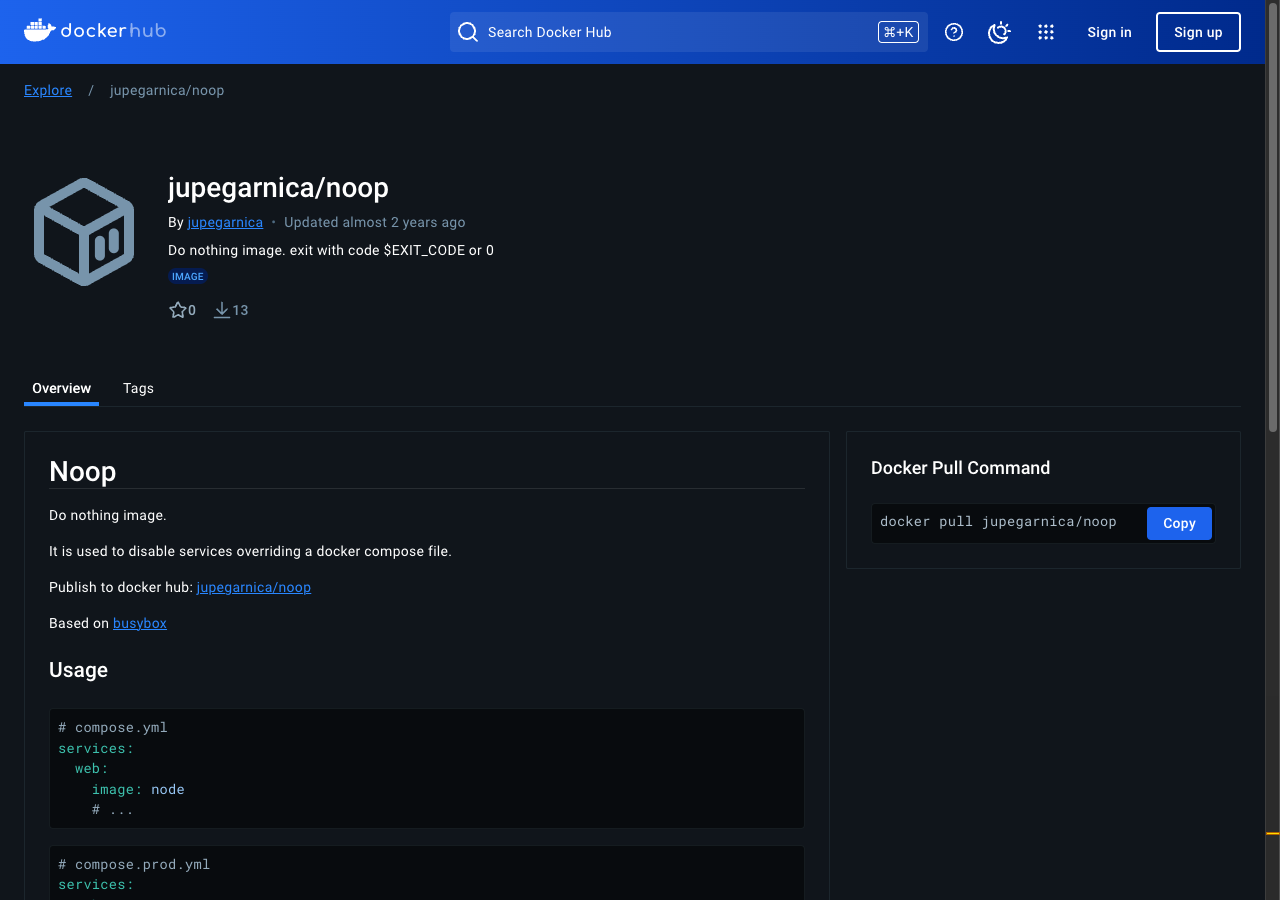 dockerhub
Search Docker Hub
⌘+K
Sign in
Sign up
Explore / jupegarnica/noop
jupegarnica/noop
By jupegarnica • Updated almost 2 years ago
Do nothing image. exit with code $EXIT_CODE or 0
IMAGE
0 13
Overview
Tags
Noop
Do nothing image.
It is used to disable services overriding a docker compose file.
Publish to docker hub: jupegarnica/noop
Based on busybox
Usage
# compose.yml
services:
  web:
    image: node
    # ...
# compose.prod.yml
services:
Docker Pull Command
docker pull jupegarnica/noop
Copy